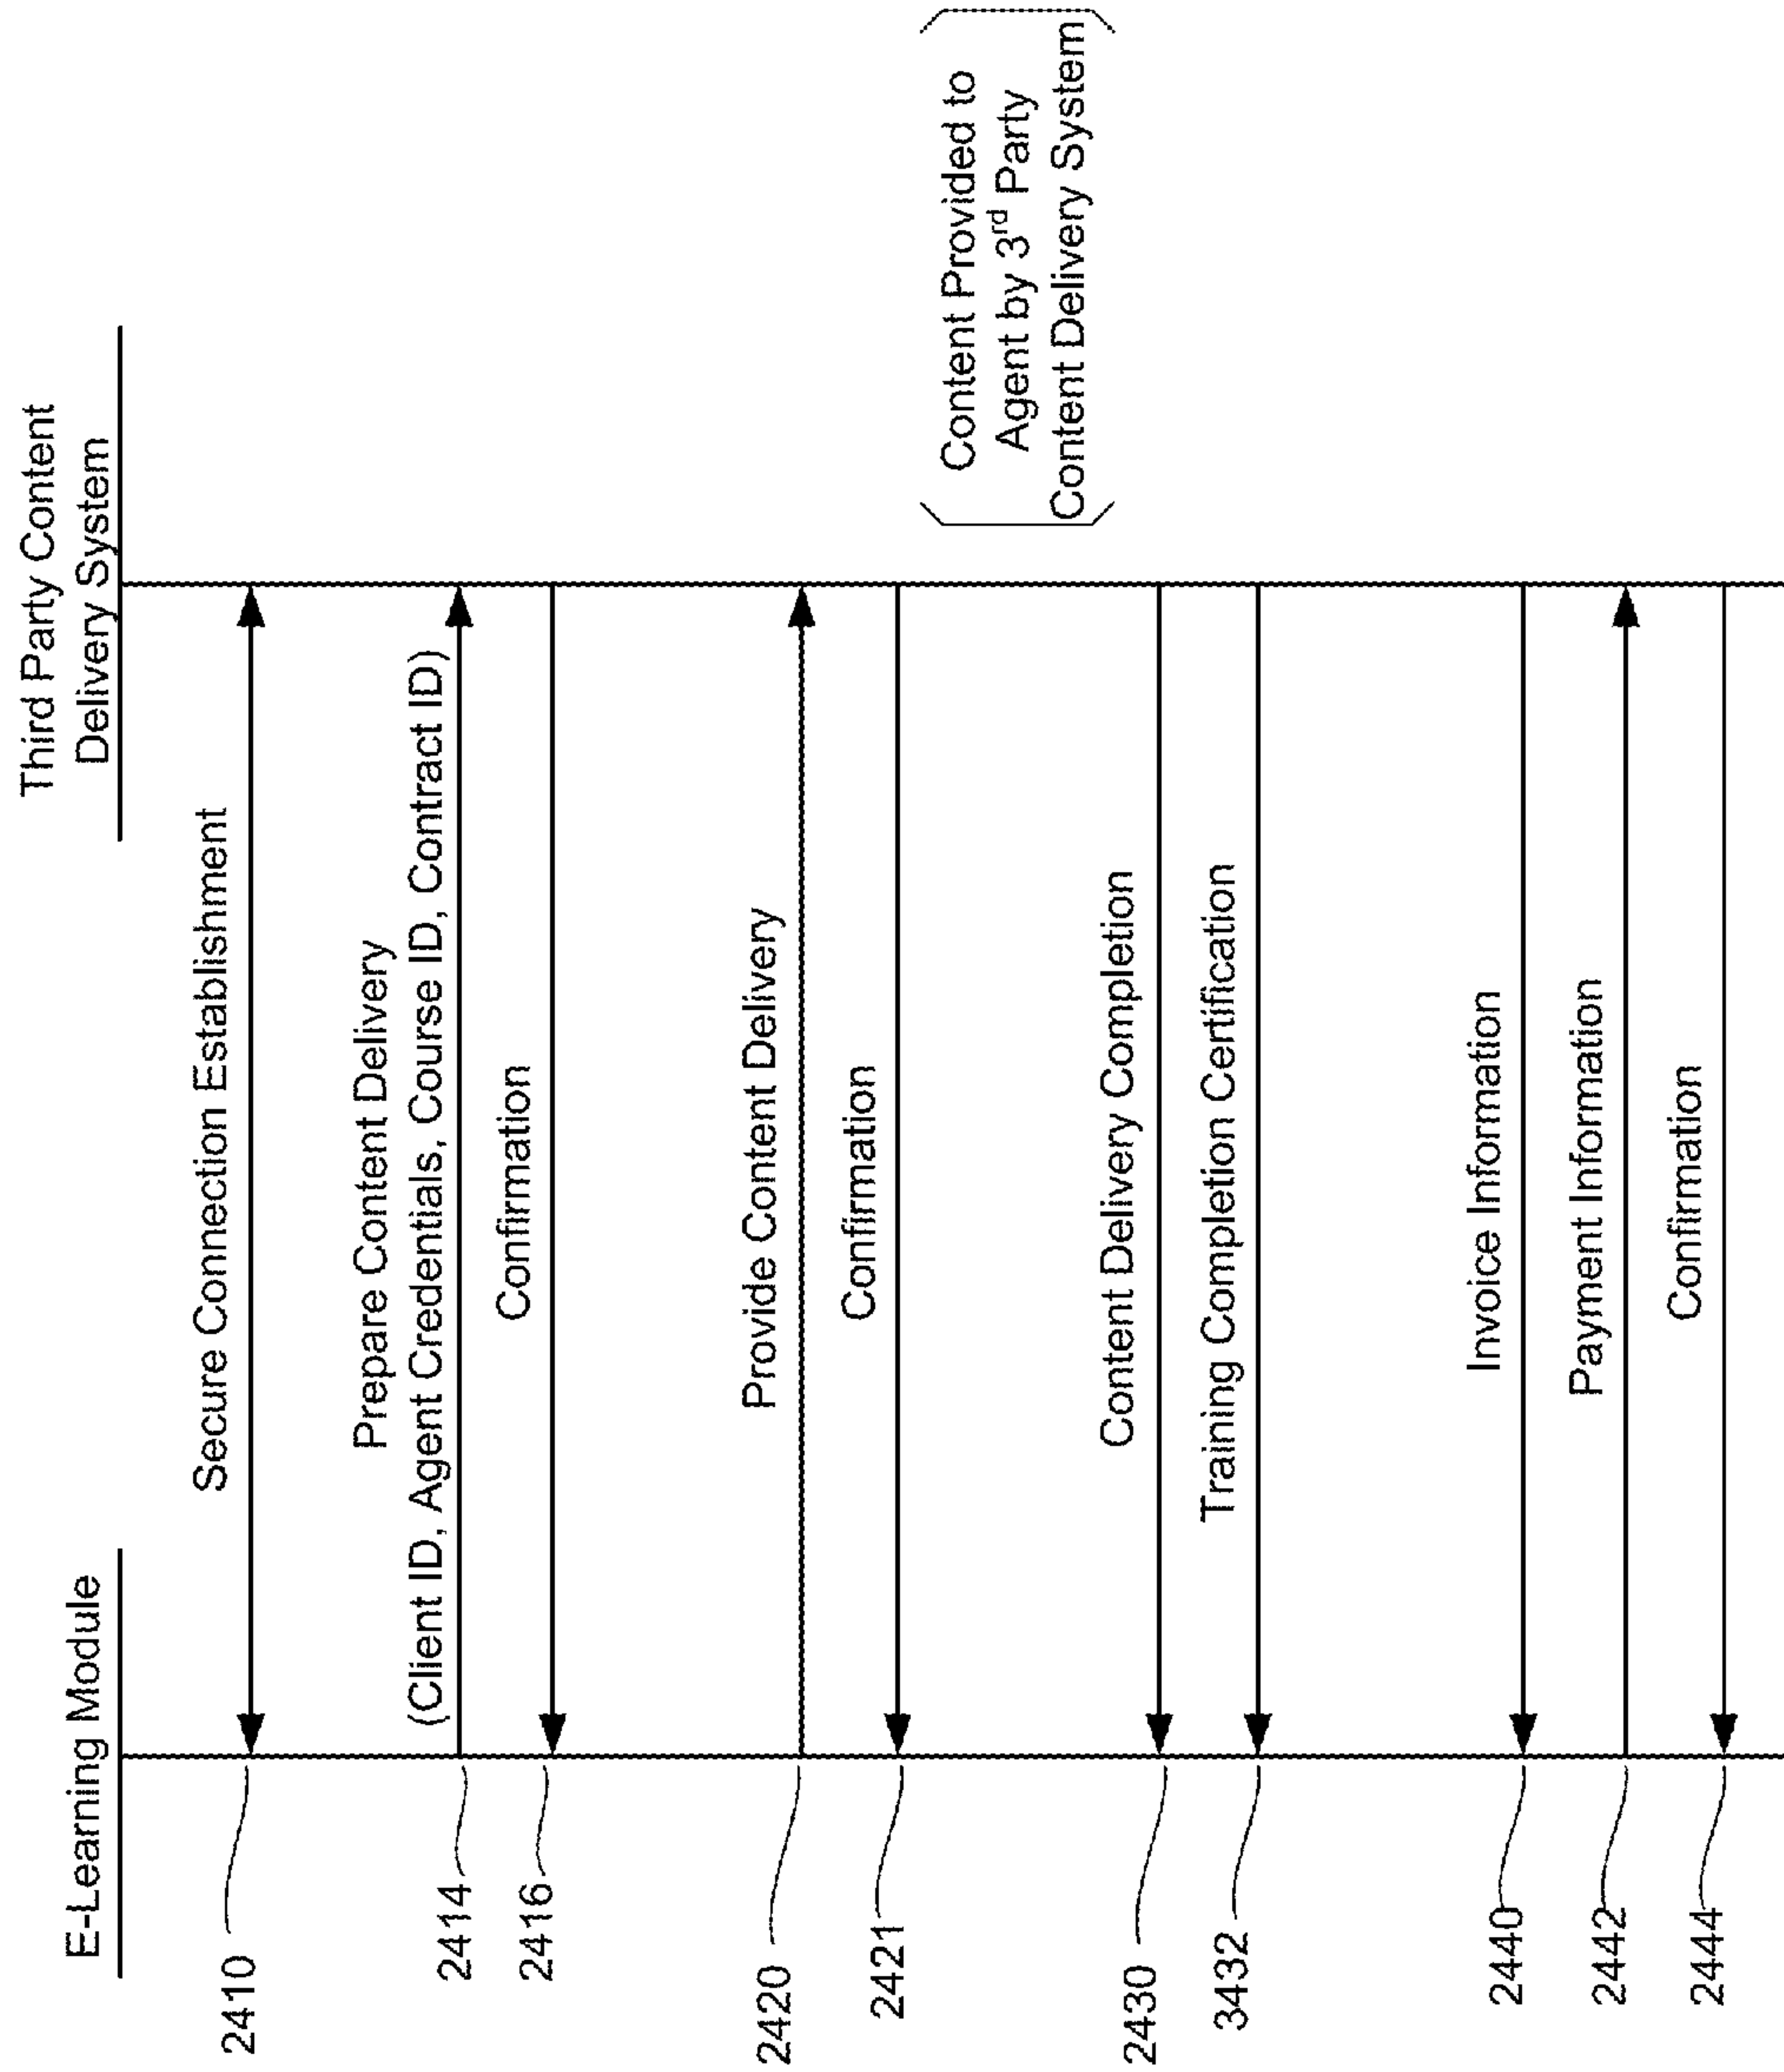 E-Learning Module
Third Party Content
Delivery System
2410
Secure Connection Establishment
2414
Prepare Content Delivery
(Client ID, Agent Credentials, Course ID, Contract ID)
2416
Confirmation
2420
Provide Content Delivery
2421
Confirmation
Content Provided to
Agent by 3rd Party
Content Delivery System
2430
Content Delivery Completion
3432
Training Completion Certification
2440
Invoice Information
2442
Payment Information
2444
Confirmation